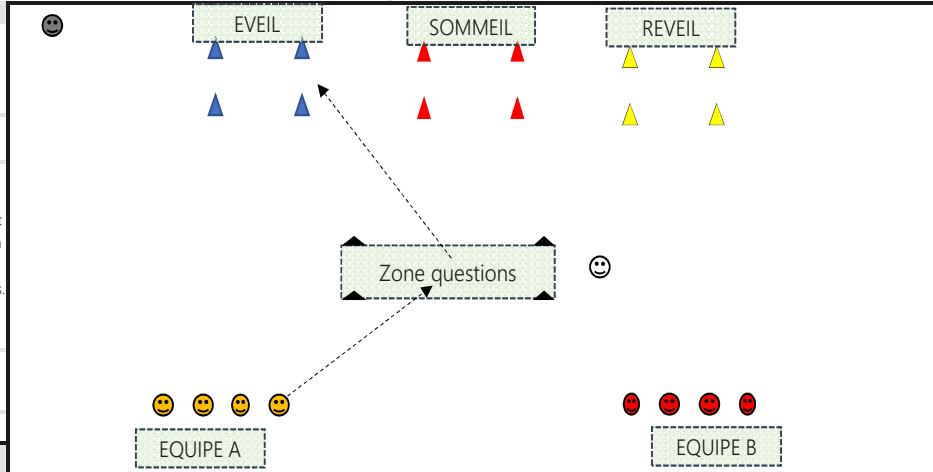 EVEIL
SOMMEIL
REVEIL
Zone questions
EQUIPE A
EQUIPE B